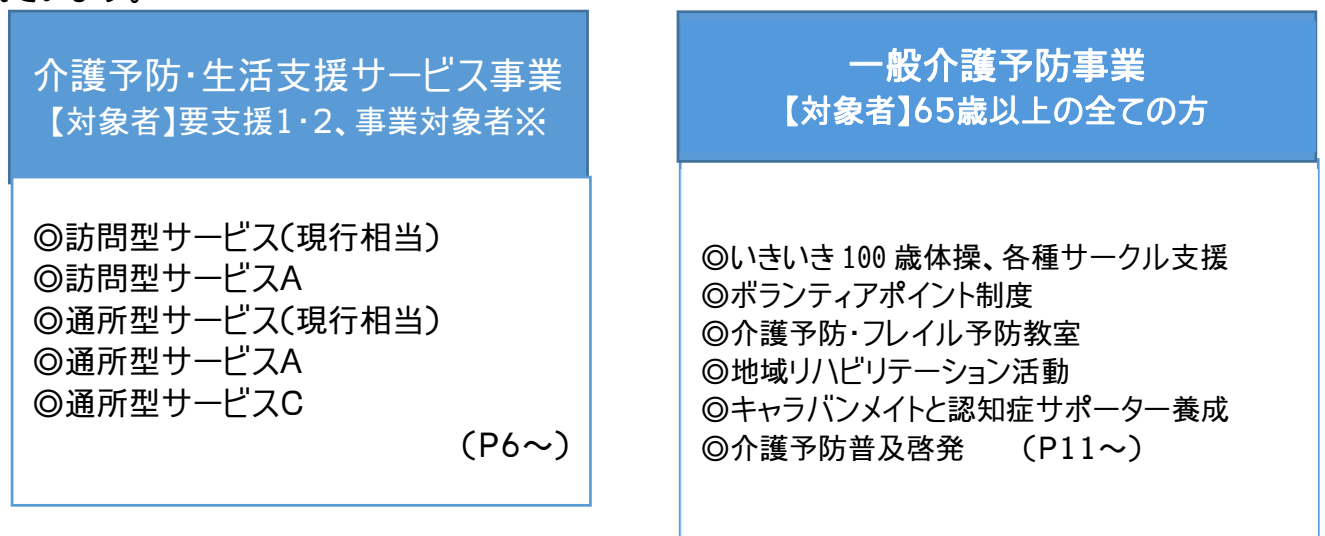 介護予防・生活支援サービス事業
【対象者】要支援1・2、事業対象者※
◎訪問型サービス(現行相当)
◎訪問型サービスA
◎通所型サービス(現行相当)
◎通所型サービスA
◎通所型サービスC
(P6～)
一般介護予防事業
【対象者】65歳以上の全ての方
◎いきいき100歳体操、各種サークル支援
◎ボランティアポイント制度
◎介護予防・フレイル予防教室
◎地域リハビリテーション活動
◎キャラバンメイトと認知症サポーター養成
◎介護予防普及啓発　　(P11～)